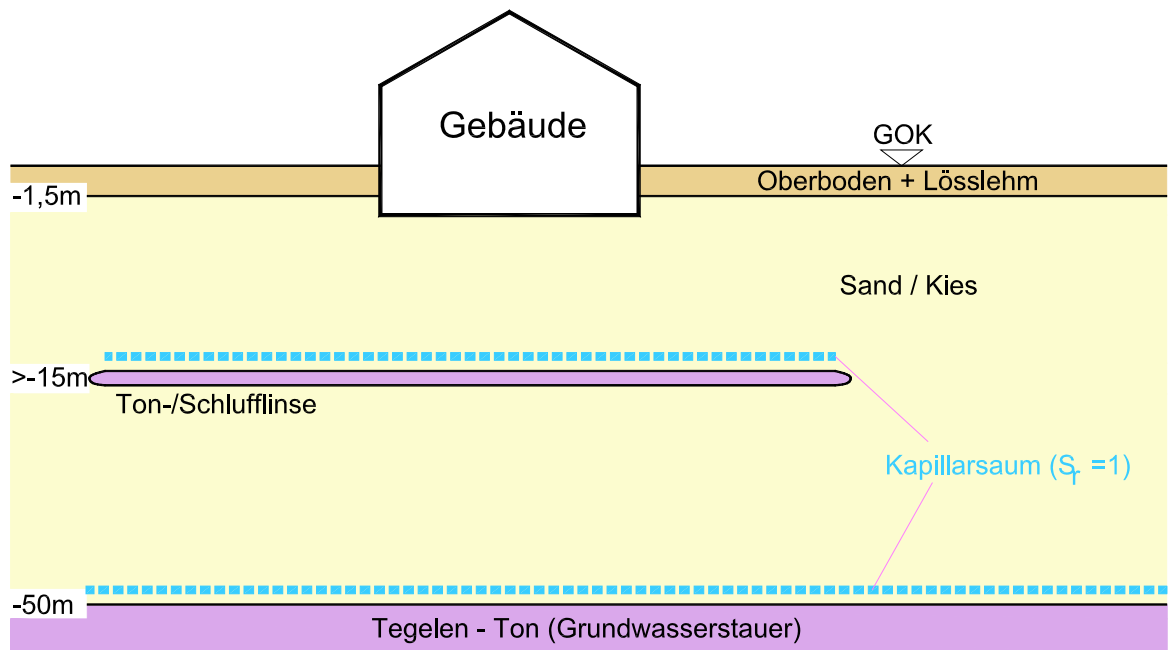 Gebäude
GOK
Oberboden + Lösslehm
-1,5m
Sand / Kies
>-15m
Ton-/Schlufflinse
Kapillarsaum (Sr =1)
-50m
Tegelen - Ton (Grundwasserstauer)